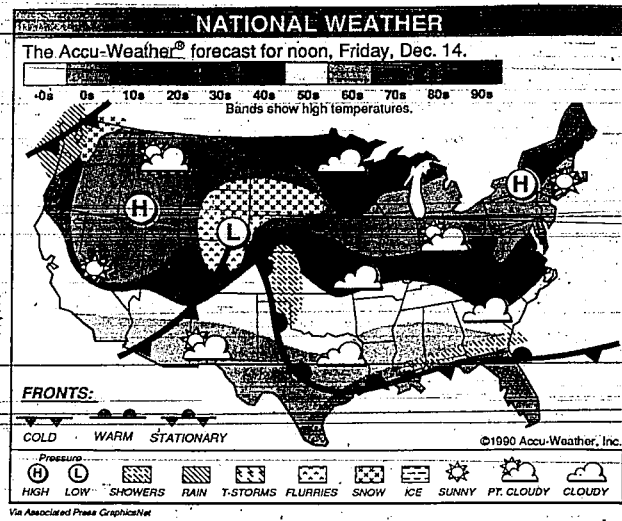 NATIONAL WEATHER
The Accu-Weather® forecast for noon, Friday, Dec. 14.
-0s 0s 10s 20s 30s 40s 50s 60s 70s 80s 90s
Bands show high temperatures.
H
H
L
FRONTS:
COLD WARM STATIONARY
©1990 Accu-Weather, Inc.
Pressure
H L
HIGH LOW SHOWERS RAIN T-STORMS FLURRIES SNOW ICE SUNNY PT. CLOUDY CLOUDY
Via Associated Press GraphicsNet